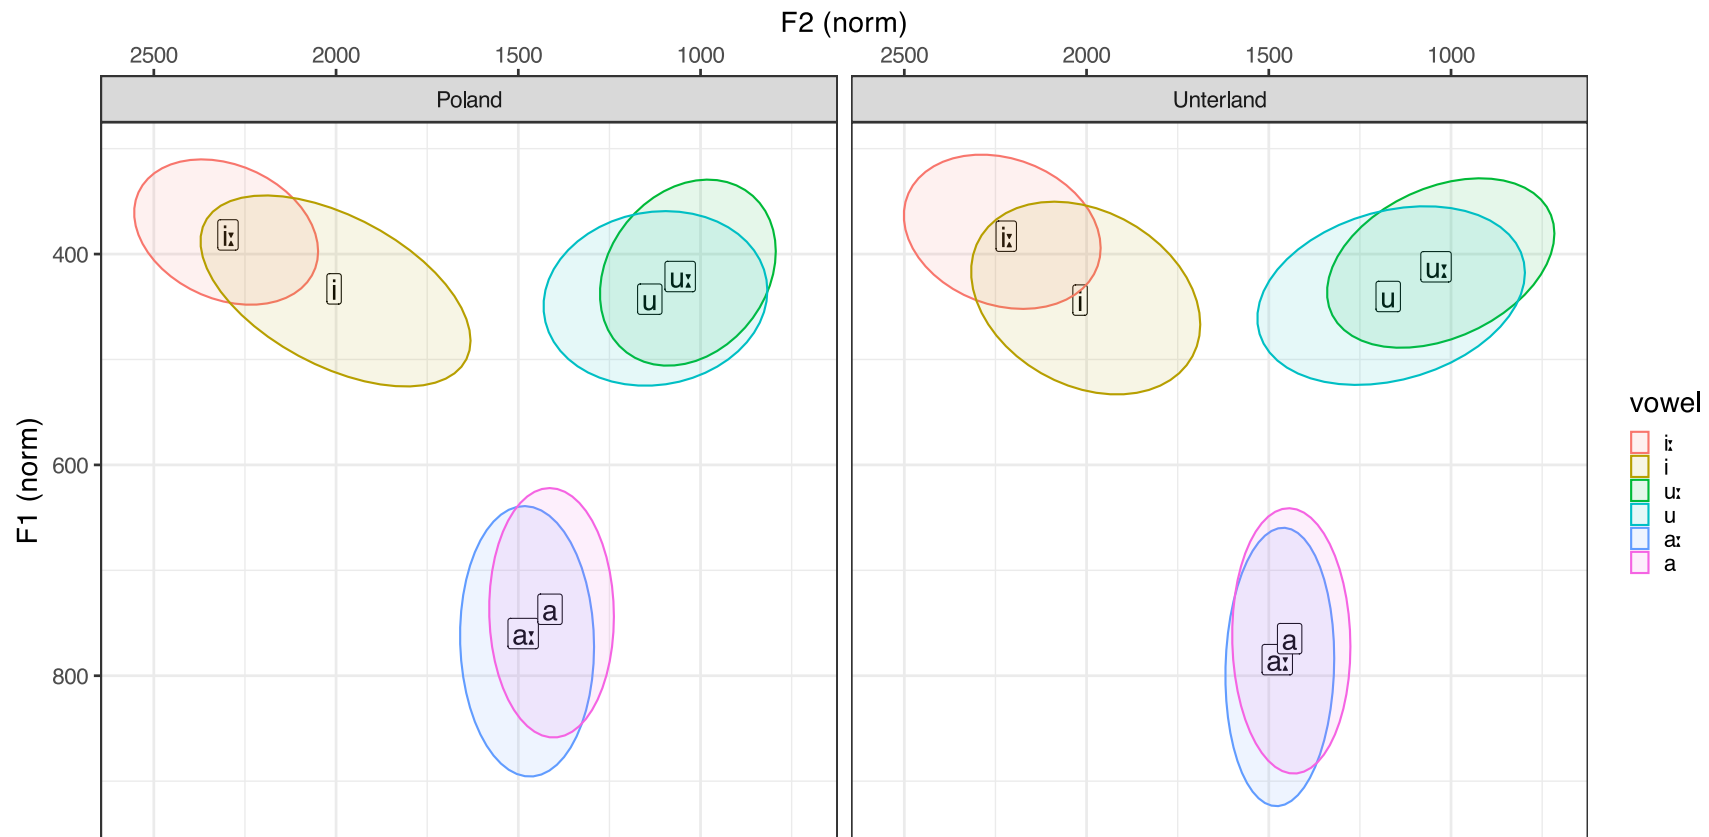 F2 (norm)
2500 2000 1500 1000 2500 2000 1500 1000
Poland Unterland
iː iː
i i
uː uː
u u
a a
aː aː
400
600
800
F1 (norm)
vowel
iː
i
uː
u
aː
a